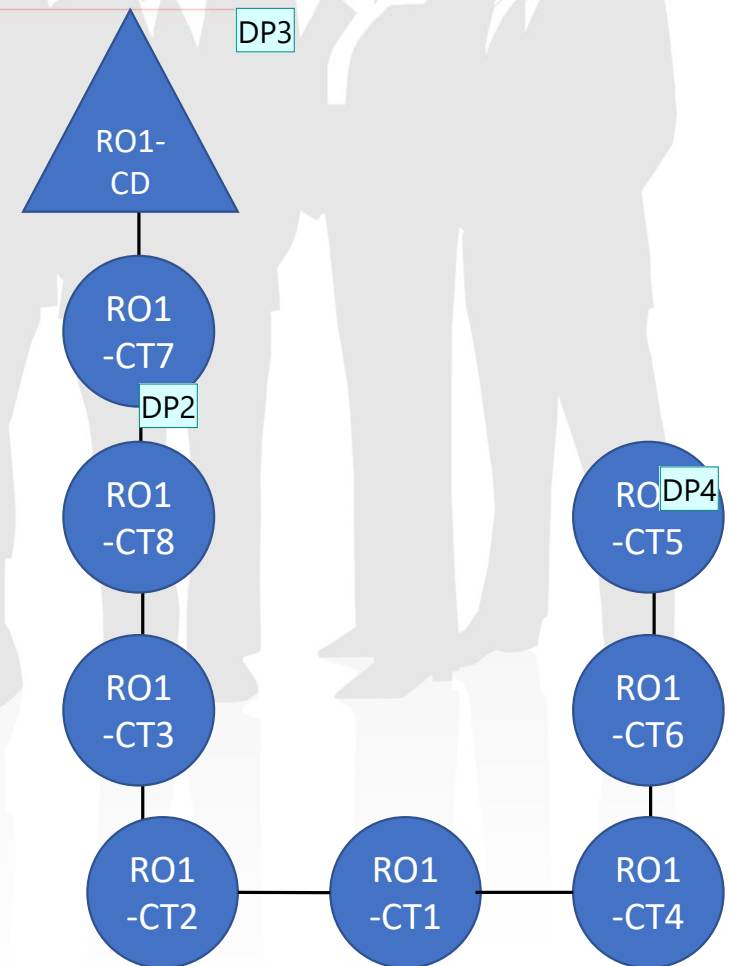 DP3
RO1-
CD
RO1
-CT7
DP2
RO1
-CT8
RO
DP4
-CT5
RO1
-CT3
RO1
-CT6
RO1
-CT2
RO1
-CT1
RO1
-CT4